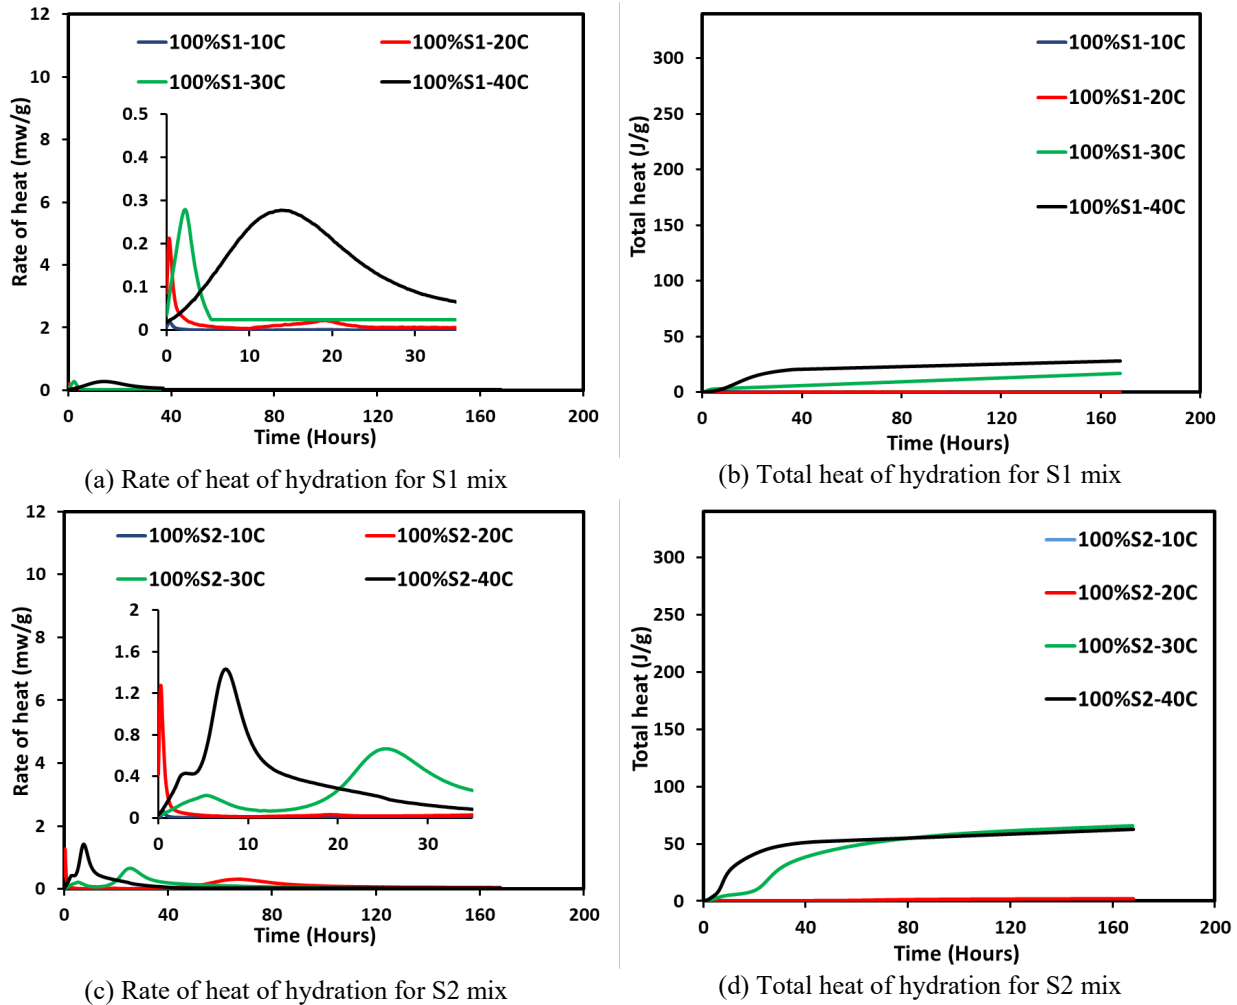 12
10
8
6
4
2
0
Rate of heat (mw/g)
100%S1-10C
100%S1-20C
100%S1-30C
100%S1-40C
0.5
0.4
0.3
0.2
0.1
0
0 10 20 30
0 40 80 120 160 200
Time (Hours)
(a) Rate of heat of hydration for S1 mix
300
250
200
150
100
50
0
Total heat (J/g)
100%S1-10C
100%S1-20C
100%S1-30C
100%S1-40C
0 40 80 120 160 200
Time (Hours)
(b) Total heat of hydration for S1 mix
12
10
8
6
4
2
0
Rate of heat (mw/g)
100%S2-10C
100%S2-20C
100%S2-30C
100%S2-40C
2
1.6
1.2
0.8
0.4
0
0 10 20 30
0 40 80 120 160 200
Time (Hours)
(c) Rate of heat of hydration for S2 mix
300
250
200
150
100
50
0
Total heat (J/g)
100%S2-10C
100%S2-20C
100%S2-30C
100%S2-40C
0 40 80 120 160 200
Time (Hours)
(d) Total heat of hydration for S2 mix